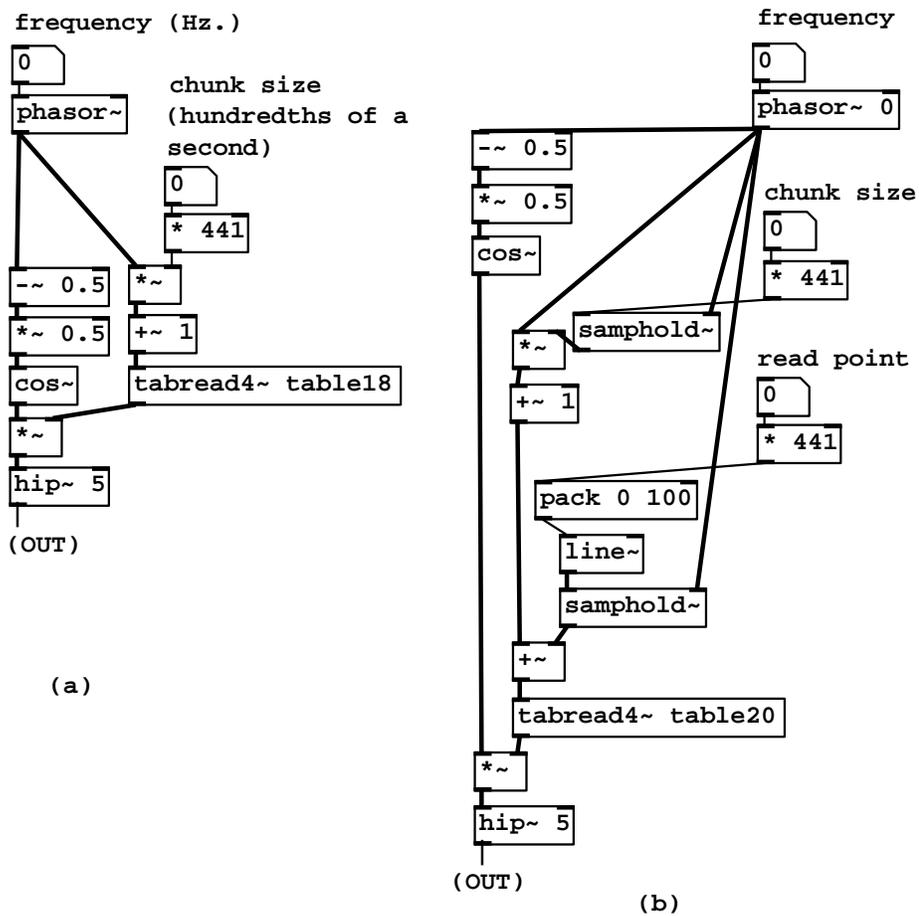 frequency (Hz.)
0
phasor~
chunk size
(hundredths of a
second)
0
* 441
-~ 0.5
*~
*~ 0.5
+~ 1
cos~
tabread4~ table18
*~
hip~ 5
(OUT)
(a)
frequency
0
phasor~ 0
-~ 0.5
*~ 0.5
cos~
chunk size
0
* 441
samphold~
*~
+~ 1
read point
0
* 441
pack 0 100
line~
samphold~
+~
tabread4~ table20
*~
hip~ 5
(OUT)
(b)